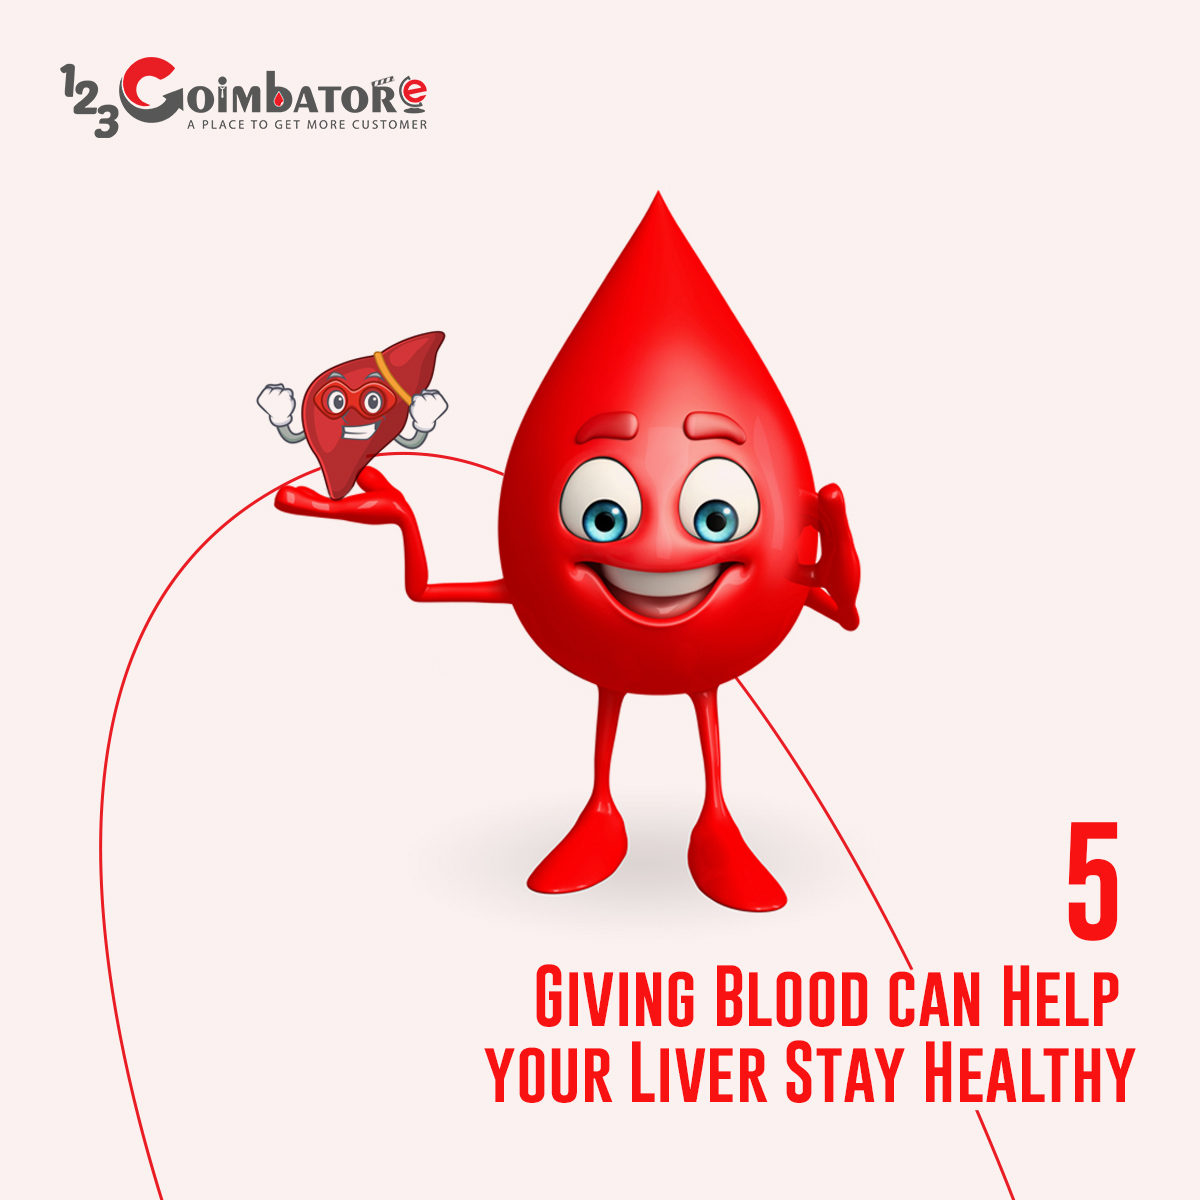 123Coimbatore
A PLACE TO GET MORE CUSTOMER
5
GIVING BLOOD CAN HELP
YOUR LIVER STAY HEALTHY